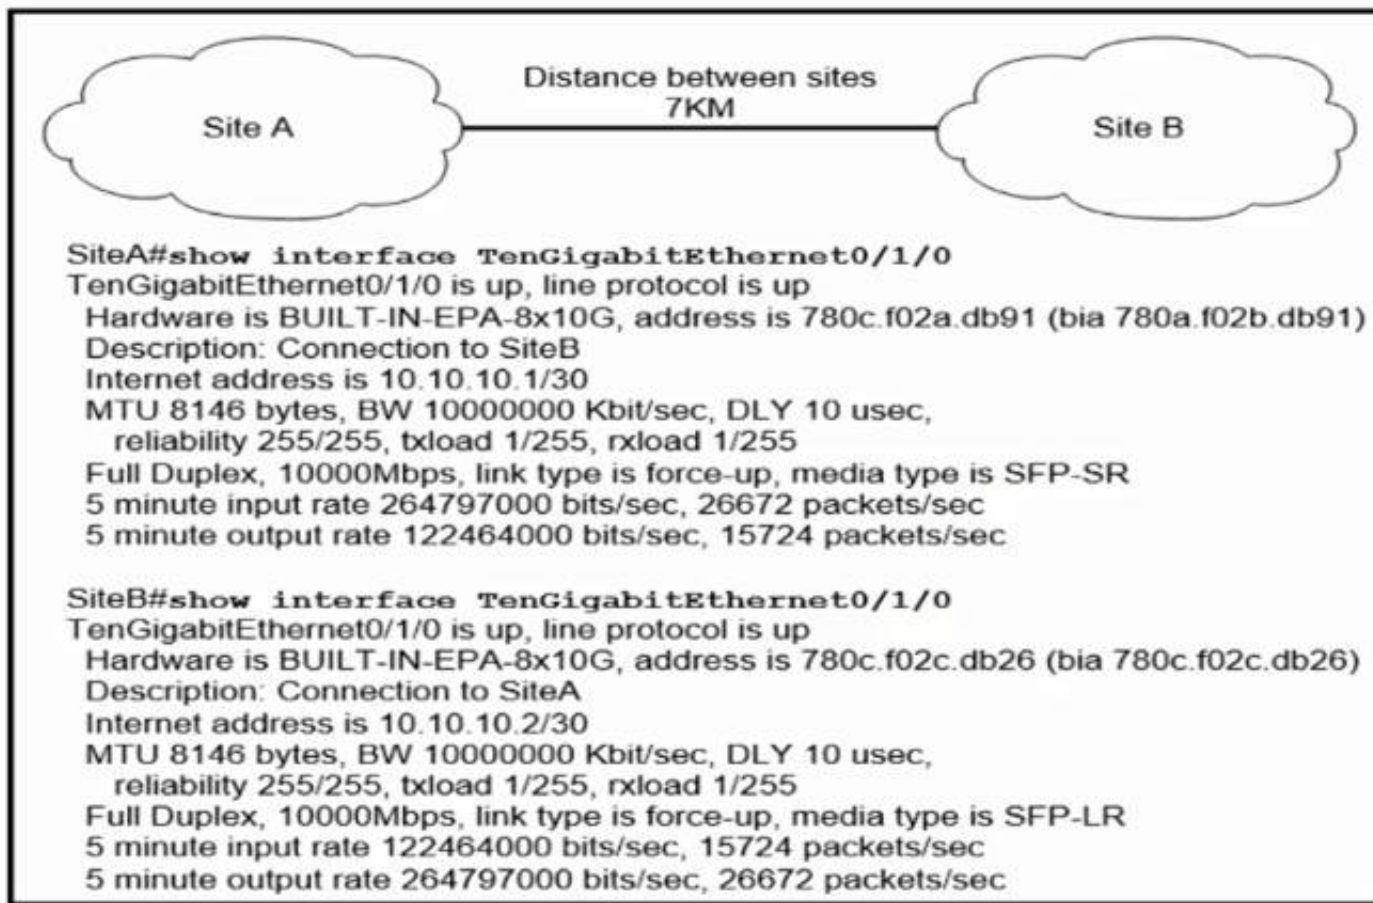 Distance between sites
7KM
Site A
Site B
SiteA#show interface TenGigabitEthernet0/1/0
TenGigabitEthernet0/1/0 is up, line protocol is up
Hardware is BUILT-IN-EPA-8x10G, address is 780c.f02a.db91 (bia 780a.f02b.db91)
Description: Connection to SiteB
Internet address is 10.10.10.1/30
MTU 8146 bytes, BW 10000000 Kbit/sec, DLY 10 usec,
reliability 255/255, txload 1/255, rxload 1/255
Full Duplex, 10000Mbps, link type is force-up, media type is SFP-SR
5 minute input rate 264797000 bits/sec, 26672 packets/sec
5 minute output rate 122464000 bits/sec, 15724 packets/sec
SiteB#show interface TenGigabitEthernet0/1/0
TenGigabitEthernet0/1/0 is up, line protocol is up
Hardware is BUILT-IN-EPA-8x10G, address is 780c.f02c.db26 (bia 780c.f02c.db26)
Description: Connection to SiteA
Internet address is 10.10.10.2/30
MTU 8146 bytes, BW 10000000 Kbit/sec, DLY 10 usec,
reliability 255/255, txload 1/255, rxload 1/255
Full Duplex, 10000Mbps, link type is force-up, media type is SFP-LR
5 minute input rate 122464000 bits/sec, 15724 packets/sec
5 minute output rate 264797000 bits/sec, 26672 packets/sec